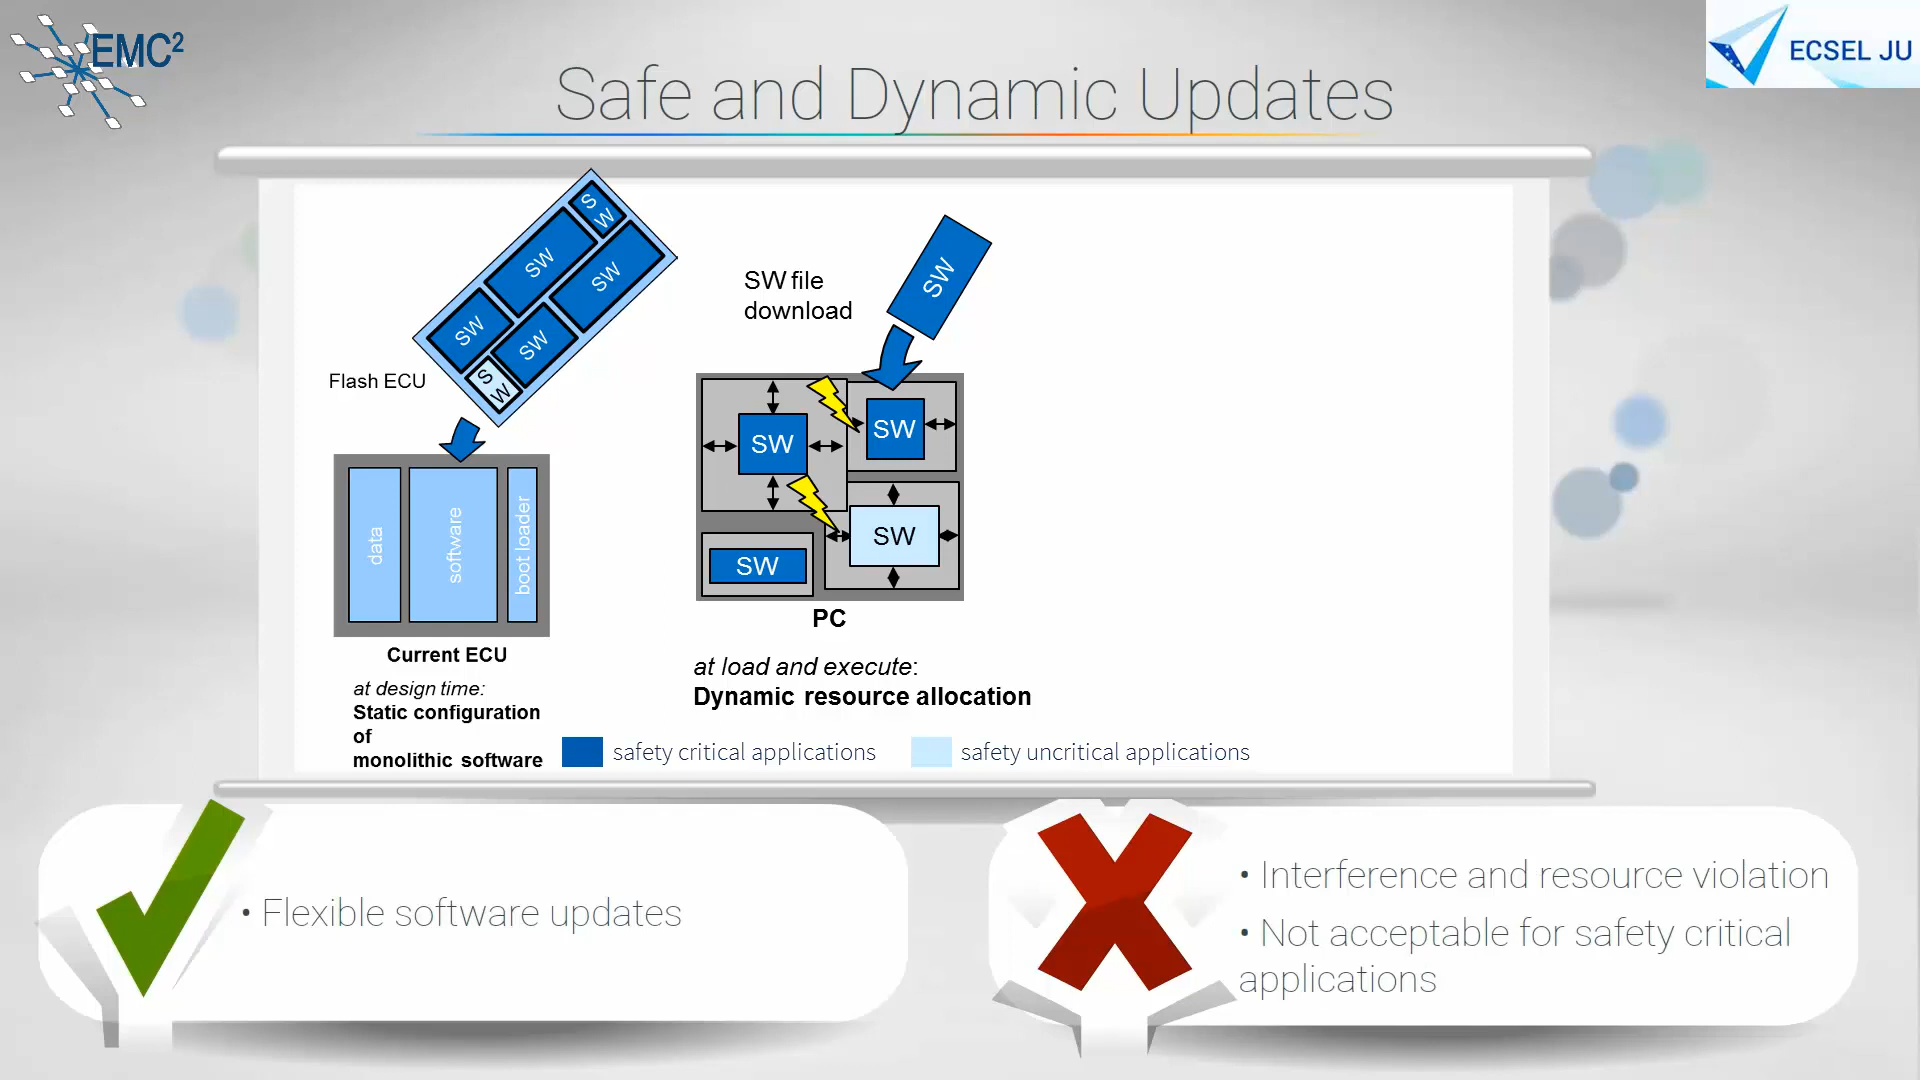 EMC²
ECSEL JU
Safe and Dynamic Updates
SW
SW
SW
SW
SW
SW
Flash ECU
data
software
boot loader
Current ECU
at design time:
Static configuration
of
monolithic software
SW file
download
SW
SW
SW
SW
SW
PC
at load and execute:
Dynamic resource allocation
safety critical applications
safety uncritical applications
• Flexible software updates
• Interference and resource violation
• Not acceptable for safety critical
applications